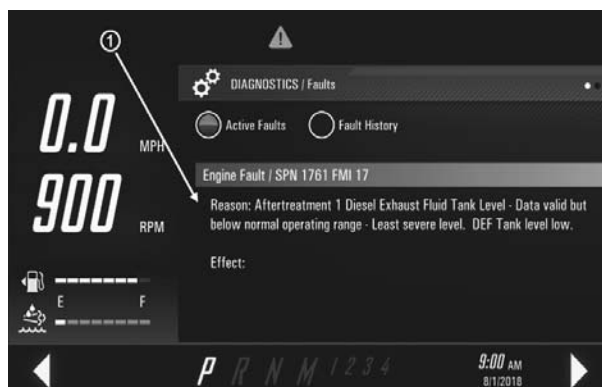 ①
DIAGNOSTICS / Faults
Active Faults
Fault History
0.0 MPH
900 RPM
Engine Fault / SPN 1761 FMI 17
Reason: Aftertreatment 1 Diesel Exhaust Fluid Tank Level - Data valid but
below normal operating range - Least severe level. DEF Tank level low.
Effect:
E F
P R N M 1 2 3 4
9:00 AM
8/1/2018